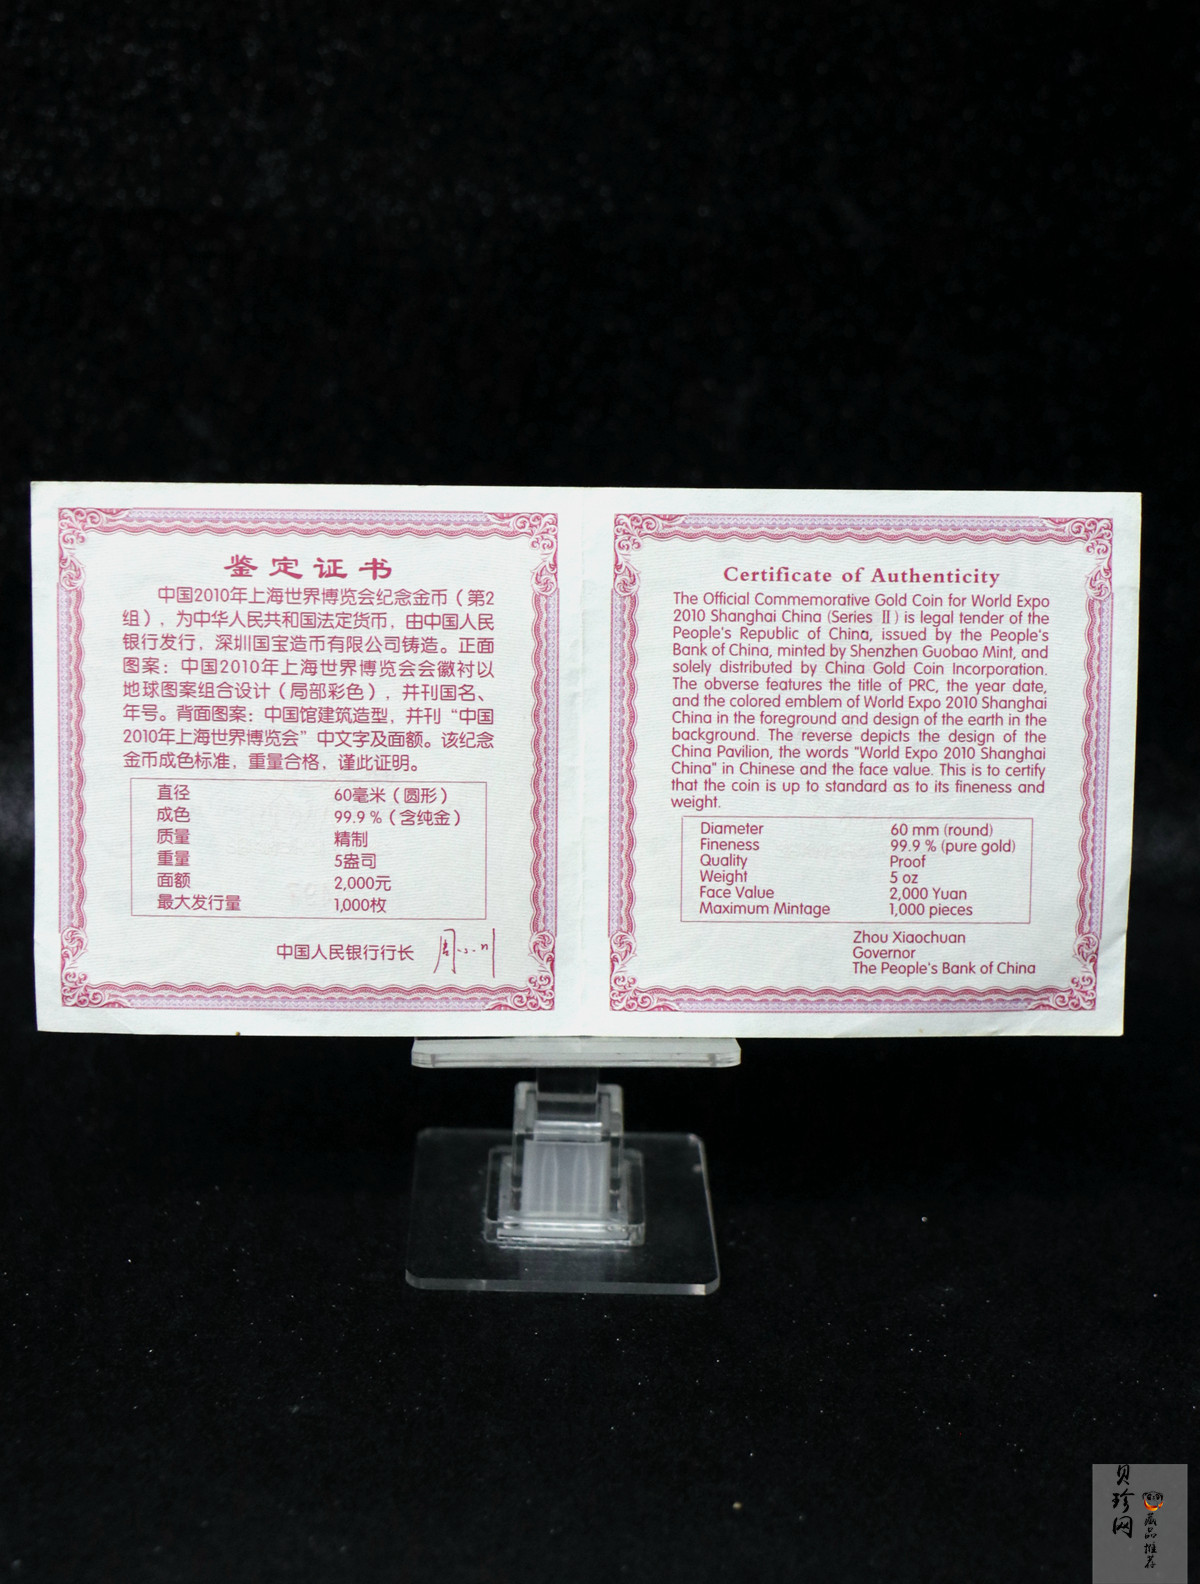 鉴定证书
中国2010年上海世界博览会纪念金币（第2
组），为中华人民共和国法定货币，由中国人民
银行发行，深圳国宝造币有限公司铸造。正面
图案：中国2010年上海世界博览会会徽衬以
地球图案组合设计（局部彩色），并刊国名、
年号。背面图案：中国馆建筑造型，并刊“中国
2010年上海世界博览会”中文字及面额。该纪念
金币成色标准，重量合格，谨此证明。
直径 60毫米（圆形）
成色 99.9％（含纯金）
质量 精制
重量 5盎司
面额 2,000元
最大发行量 1,000枚
中国人民银行行长 周小川
Certificate of Authenticity
The Official Commemorative Gold Coin for World Expo
2010 Shanghai China (Series Ⅱ) is legal tender of the
People's Republic of China, issued by the People's
Bank of China, minted by Shenzhen Guobao Mint, and
solely distributed by China Gold Coin Incorporation.
The obverse features the title of PRC, the year date,
and the colored emblem of World Expo 2010 Shanghai
China in the foreground and design of the earth in the
background. The reverse depicts the design of the
China Pavilion, the words "World Expo 2010 Shanghai
China" in Chinese and the face value. This is to certify
that the coin is up to standard as to its fineness and
weight.
Diameter 60 mm (round)
Fineness 99.9 % (pure gold)
Quality Proof
Weight 5 oz
Face Value 2,000 Yuan
Maximum Mintage 1,000 pieces
Zhou Xiaochuan
Governor
The People's Bank of China
贝珍网
藏品推荐